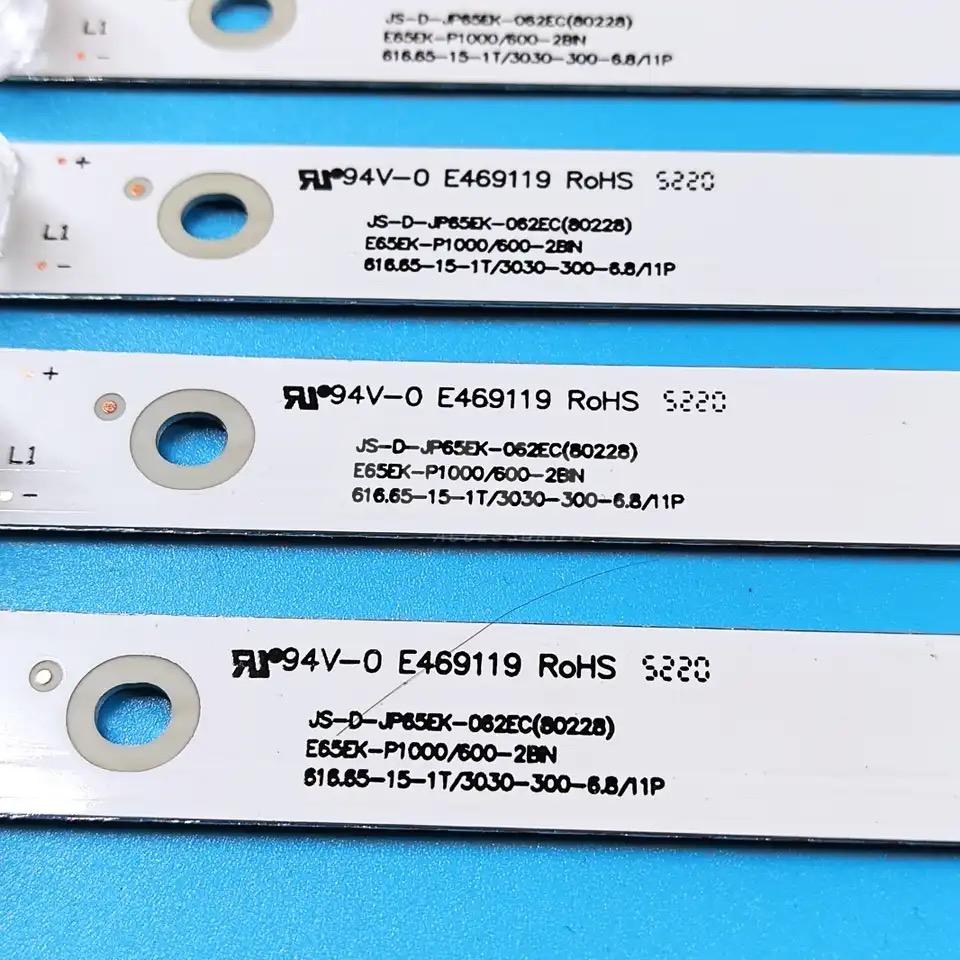 L1
-
JS-D-JP65EK-062EC(80228)
E65EK-P1000/600-2BIN
616.65-15-1T/3030-300-6.8/11P
+
94V-0 E469119 RoHS 5220
L1
-
JS-D-JP65EK-062EC(80228)
E65EK-P1000/600-2BIN
616.65-15-1T/3030-300-6.8/11P
+
94V-0 E469119 RoHS 5220
L1
-
JS-D-JP65EK-062EC(80228)
E65EK-P1000/600-2BIN
616.65-15-1T/3030-300-6.8/11P
94V-0 E469119 RoHS 5220
JS-D-JP65EK-062EC(80228)
E65EK-P1000/600-2BIN
616.65-15-1T/3030-300-6.8/11P